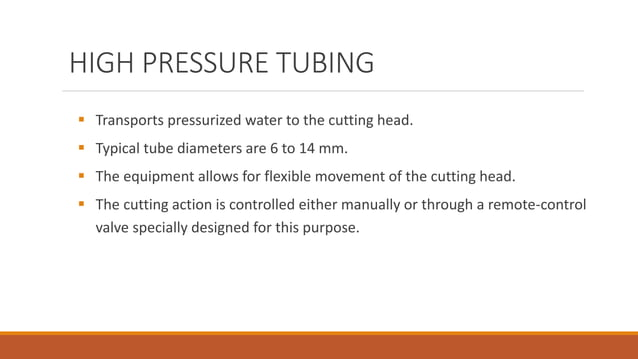 HIGH PRESSURE TUBING
▪ Transports pressurized water to the cutting head.
▪ Typical tube diameters are 6 to 14 mm.
▪ The equipment allows for flexible movement of the cutting head.
▪ The cutting action is controlled either manually or through a remote-control
valve specially designed for this purpose.